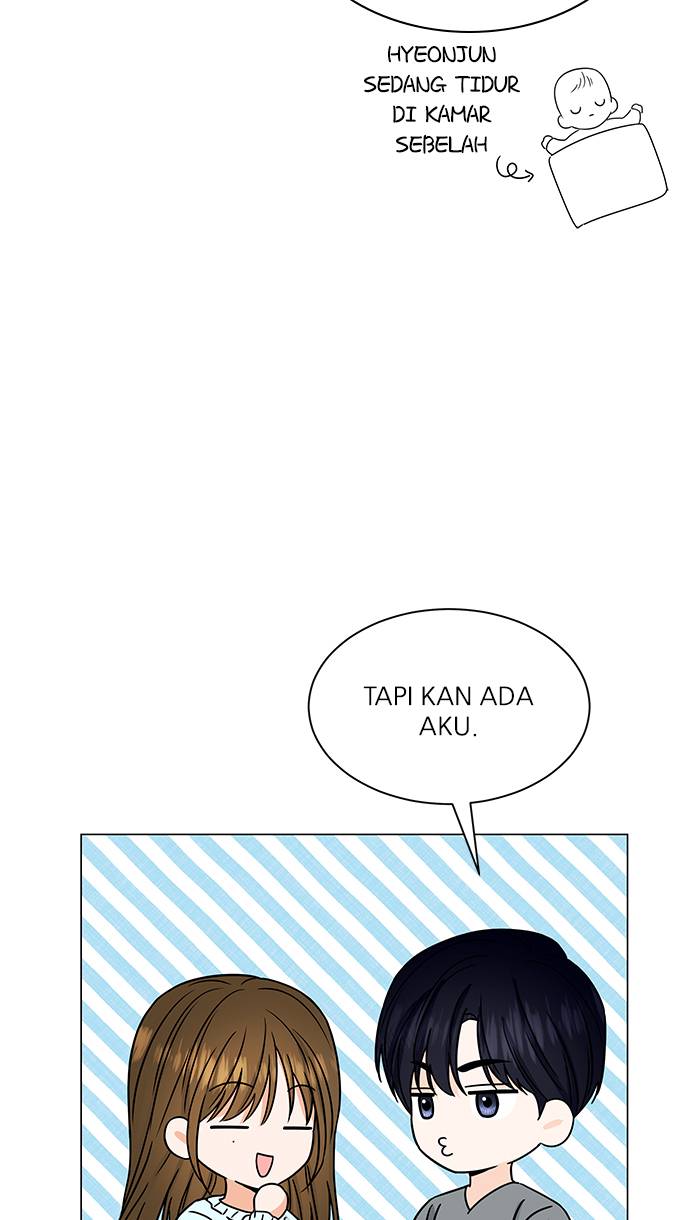 HYEONJUN
SEDANG TIDUR
DI KAMAR
SEBELAH
TAPI KAN ADA
AKU.